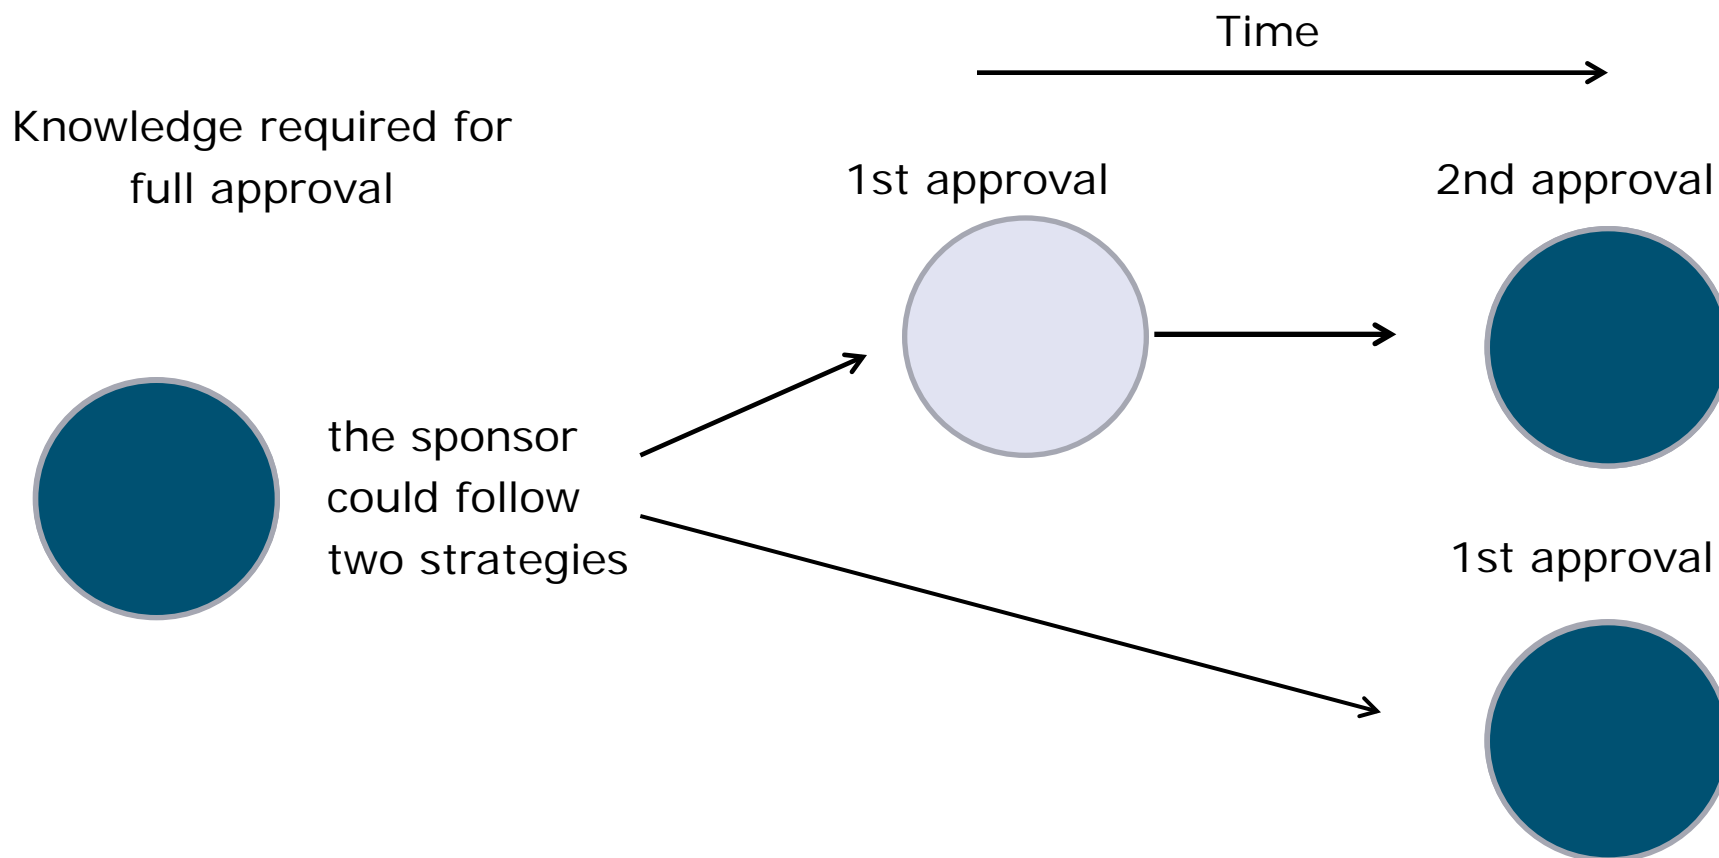 Time
Knowledge required for
full approval
1st approval
2nd approval
the sponsor
could follow
two strategies
1st approval